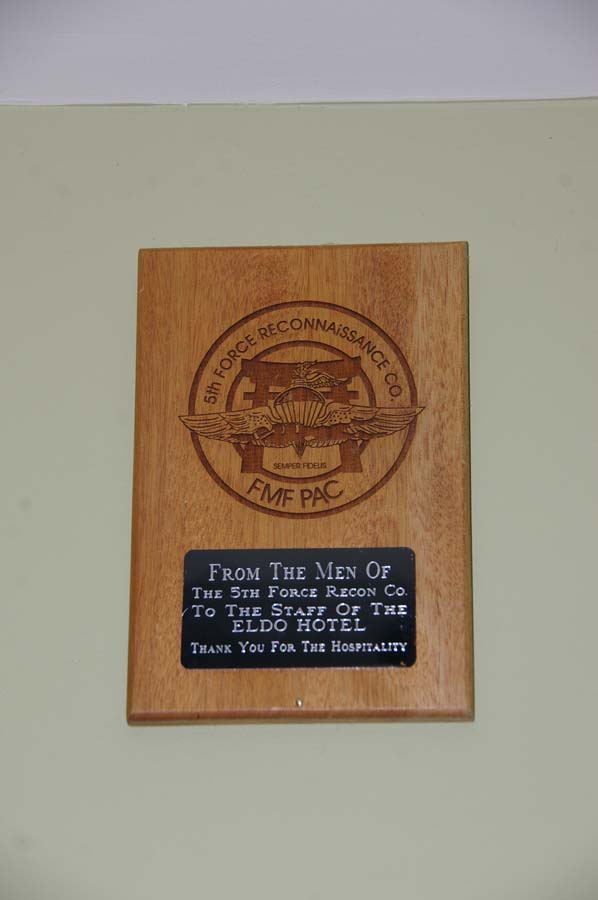 5th FORCE RECONNAiSSANCE CO.
SEMPER FIDELIS
FMF PAC
FROM THE MEN OF
THE 5TH FORCE RECON CO.
TO THE STAFF OF THE
ELDO HOTEL
THANK YOU FOR THE HOSPITALITY